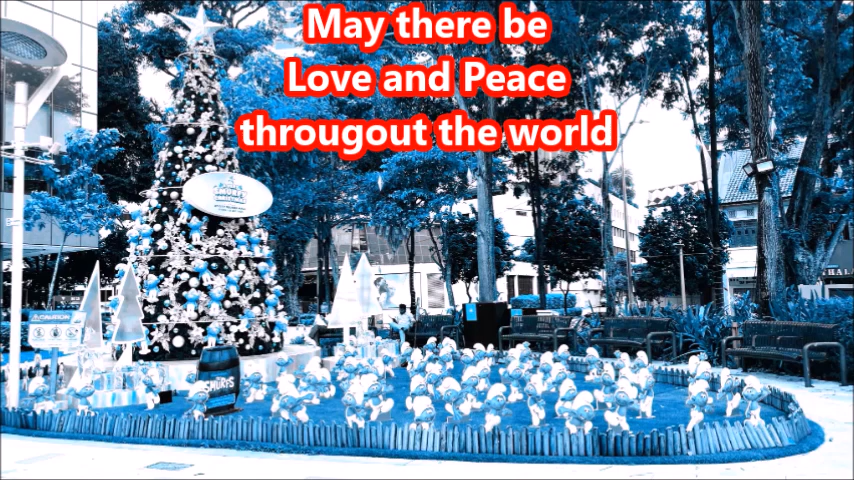 May there be
Love and Peace
througout the world
CAUTION
SMURFS